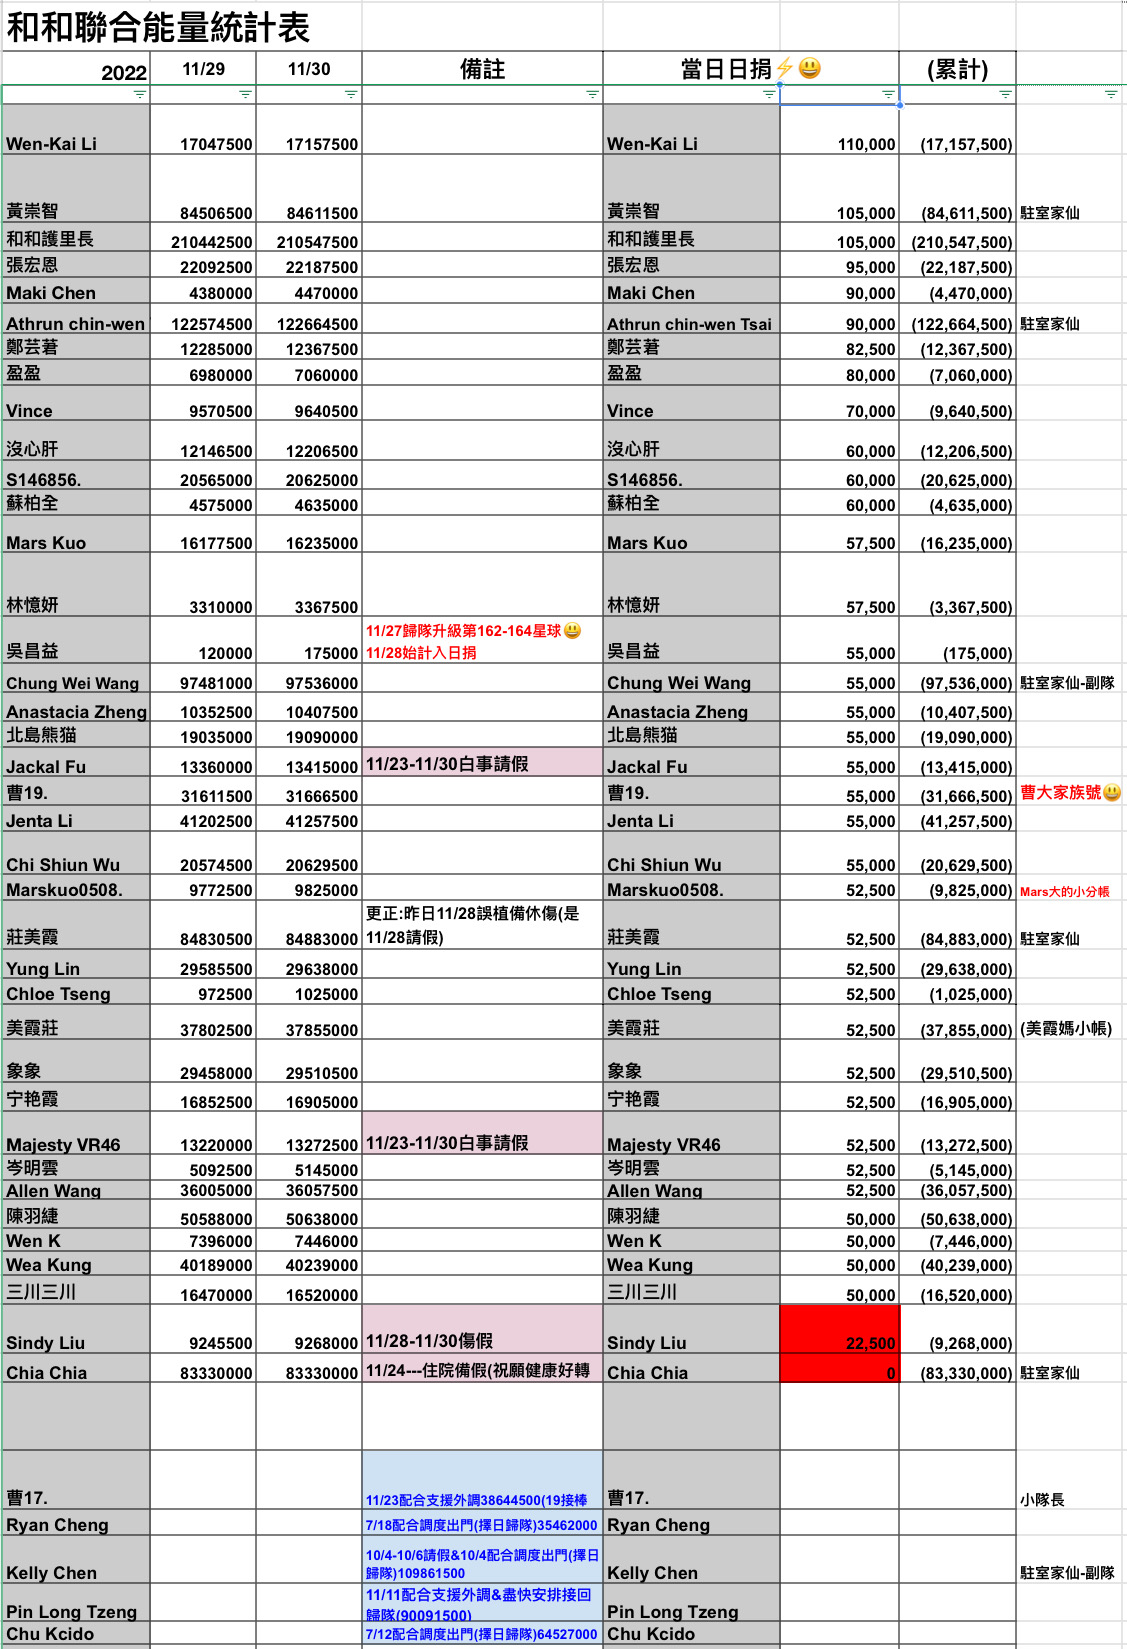 和和聯合能量統計表
2022 11/29 11/30 備註 當日日捐⚡😃 (累計)
Wen-Kai Li 17047500 17157500 Wen-Kai Li 110,000 (17,157,500)
黃崇智 84506500 84611500 黃崇智 105,000 (84,611,500) 駐室家仙
和和護里長 210442500 210547500 和和護里長 105,000 (210,547,500)
張宏恩 22092500 22187500 張宏恩 95,000 (22,187,500)
Maki Chen 4380000 4470000 Maki Chen 90,000 (4,470,000)
Athrun chin-wen 122574500 122664500 Athrun chin-wen Tsai 90,000 (122,664,500) 駐室家仙
鄭芸莙 12285000 12367500 鄭芸莙 82,500 (12,367,500)
盈盈 6980000 7060000 盈盈 80,000 (7,060,000)
Vince 9570500 9640500 Vince 70,000 (9,640,500)
沒心肝 12146500 12206500 沒心肝 60,000 (12,206,500)
S146856. 20565000 20625000 S146856. 60,000 (20,625,000)
蘇柏全 4575000 4635000 蘇柏全 60,000 (4,635,000)
Mars Kuo 16177500 16235000 Mars Kuo 57,500 (16,235,000)
林憶妍 3310000 3367500 林憶妍 57,500 (3,367,500)
11/27歸隊升級第162-164星球😃
吳昌益 120000 175000 11/28始計入日捐 吳昌益 55,000 (175,000)
Chung Wei Wang 97481000 97536000 Chung Wei Wang 55,000 (97,536,000) 駐室家仙-副隊
Anastacia Zheng 10352500 10407500 Anastacia Zheng 55,000 (10,407,500)
北島熊猫 19035000 19090000 北島熊猫 55,000 (19,090,000)
Jackal Fu 13360000 13415000 11/23-11/30白事請假 Jackal Fu 55,000 (13,415,000)
曹19. 31611500 31666500 曹19. 55,000 (31,666,500) 曹大家族號😃
Jenta Li 41202500 41257500 Jenta Li 55,000 (41,257,500)
Chi Shiun Wu 20574500 20629500 Chi Shiun Wu 55,000 (20,629,500)
Marskuo0508. 9772500 9825000 Marskuo0508. 52,500 (9,825,000) Mars大的小分帳
更正:昨日11/28誤植備休傷(是
莊美霞 84830500 84883000 11/28請假) 莊美霞 52,500 (84,883,000) 駐室家仙
Yung Lin 29585500 29638000 Yung Lin 52,500 (29,638,000)
Chloe Tseng 972500 1025000 Chloe Tseng 52,500 (1,025,000)
美霞莊 37802500 37855000 美霞莊 52,500 (37,855,000) (美霞媽小帳)
象象 29458000 29510500 象象 52,500 (29,510,500)
宁艳霞 16852500 16905000 宁艳霞 52,500 (16,905,000)
Majesty VR46 13220000 13272500 11/23-11/30白事請假 Majesty VR46 52,500 (13,272,500)
岑明雲 5092500 5145000 岑明雲 52,500 (5,145,000)
Allen Wang 36005000 36057500 Allen Wang 52,500 (36,057,500)
陳羽緁 50588000 50638000 陳羽緁 50,000 (50,638,000)
Wen K 7396000 7446000 Wen K 50,000 (7,446,000)
Wea Kung 40189000 40239000 Wea Kung 50,000 (40,239,000)
三川三川 16470000 16520000 三川三川 50,000 (16,520,000)
Sindy Liu 9245500 9268000 11/28-11/30傷假 Sindy Liu 22,500 (9,268,000)
Chia Chia 83330000 83330000 11/24---住院備假(祝願健康好轉 Chia Chia 0 (83,330,000) 駐室家仙
曹17. 11/23配合支援外調38644500(19接棒 曹17. 小隊長
Ryan Cheng 7/18配合調度出門(擇日歸隊)35462000 Ryan Cheng
10/4-10/6請假&10/4配合調度出門(擇日
Kelly Chen 歸隊)109861500 Kelly Chen 駐室家仙-副隊
11/11配合支援外調&盡快安排接回
Pin Long Tzeng 歸隊(90091500) Pin Long Tzeng
Chu Kcido 7/12配合調度出門(擇日歸隊)64527000 Chu Kcido